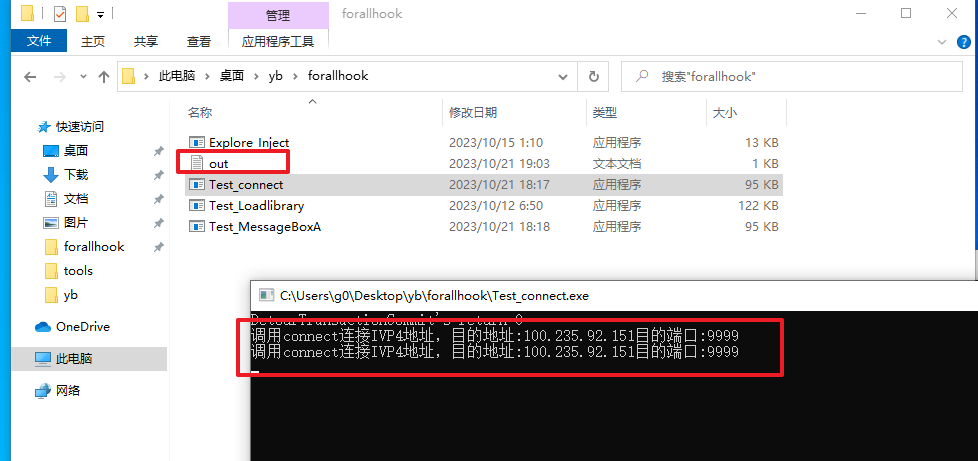 管理
forallhook
文件
主页
共享
查看
应用程序工具
此电脑
桌面
yb
forallhook
搜索"forallhook"
名称
修改日期
类型
大小
快速访问
桌面
下载
文档
图片
forallhook
tools
yb
OneDrive
此电脑
网络
Explore Inject 2023/10/15 1:10 应用程序 13 KB
out 2023/10/21 19:03 文本文档 1 KB
Test_connect 2023/10/21 18:17 应用程序 95 KB
Test_Loadlibrary 2023/10/12 6:50 应用程序 122 KB
Test_MessageBoxA 2023/10/21 18:18 应用程序 95 KB
C:\Users\g0\Desktop\yb\forallhook\Test_connect.exe
DetourTransactionCommit's return 0
调用connect连接IVP4地址，目的地址:100.235.92.151目的端口:9999
调用connect连接IVP4地址，目的地址:100.235.92.151目的端口:9999